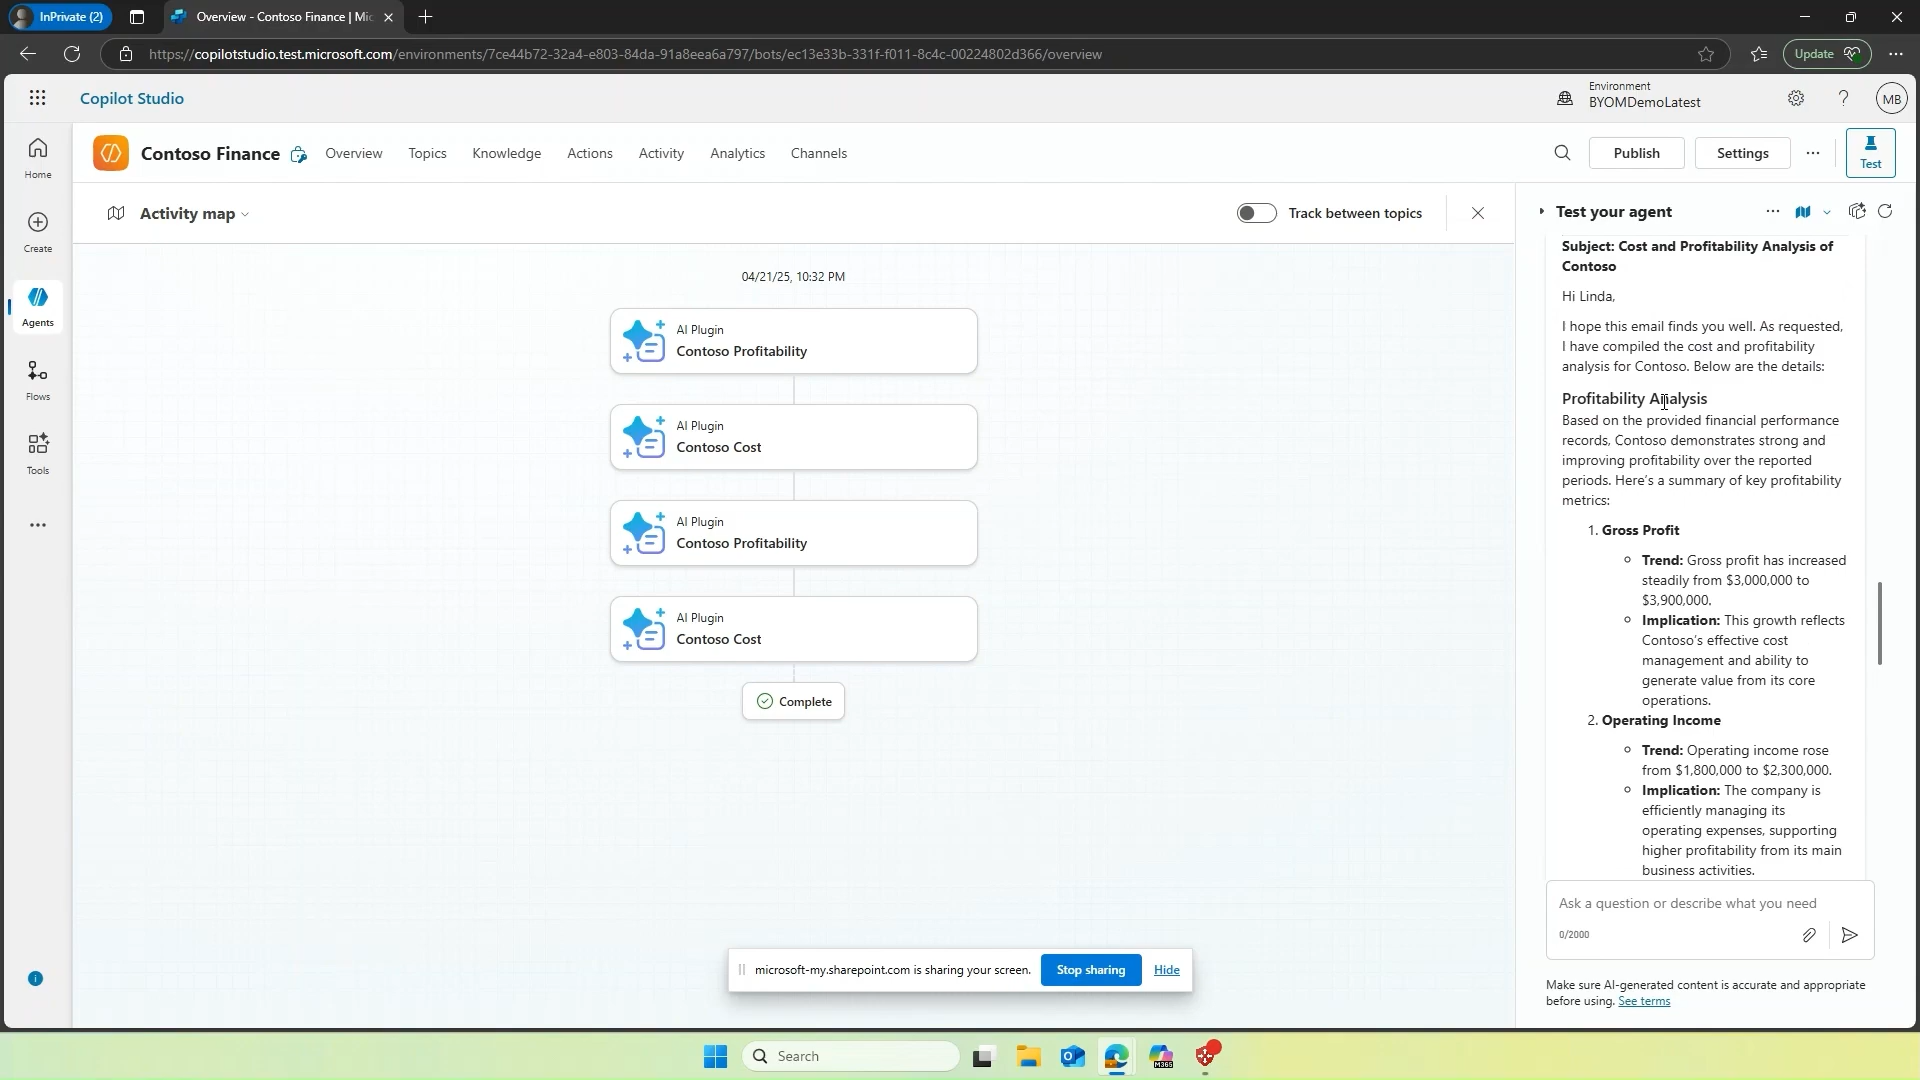 InPrivate (2)
Overview - Contoso Finance | Mic
https://copilotstudio.test.microsoft.com/environments/7ce44b72-32a4-e803-84da-91a8eea6a797/bots/ec13e33b-331f-f011-8c4c-00224802d366/overview
Update
Copilot Studio
Environment
BYOMDemoLatest
MB
Home
Create
Agents
Flows
Tools
Contoso Finance
Overview
Topics
Knowledge
Actions
Activity
Analytics
Channels
Publish
Settings
Test
Activity map
Track between topics
04/21/25, 10:32 PM
AI Plugin
Contoso Profitability
AI Plugin
Contoso Cost
AI Plugin
Contoso Profitability
AI Plugin
Contoso Cost
Complete
Test your agent
Subject: Cost and Profitability Analysis of
Contoso
Hi Linda,
I hope this email finds you well. As requested,
I have compiled the cost and profitability
analysis for Contoso. Below are the details:
Profitability Analysis
Based on the provided financial performance
records, Contoso demonstrates strong and
improving profitability over the reported
periods. Here's a summary of key profitability
metrics:
1. Gross Profit
Trend: Gross profit has increased
steadily from $3,000,000 to
$3,900,000.
Implication: This growth reflects
Contoso's effective cost
management and ability to
generate value from its core
operations.
2. Operating Income
Trend: Operating income rose
from $1,800,000 to $2,300,000.
Implication: The company is
efficiently managing its
operating expenses, supporting
higher profitability from its main
business activities.
Ask a question or describe what you need
0/2000
Make sure AI-generated content is accurate and appropriate
before using. See terms
microsoft-my.sharepoint.com is sharing your screen.
Stop sharing
Hide
Search
M365